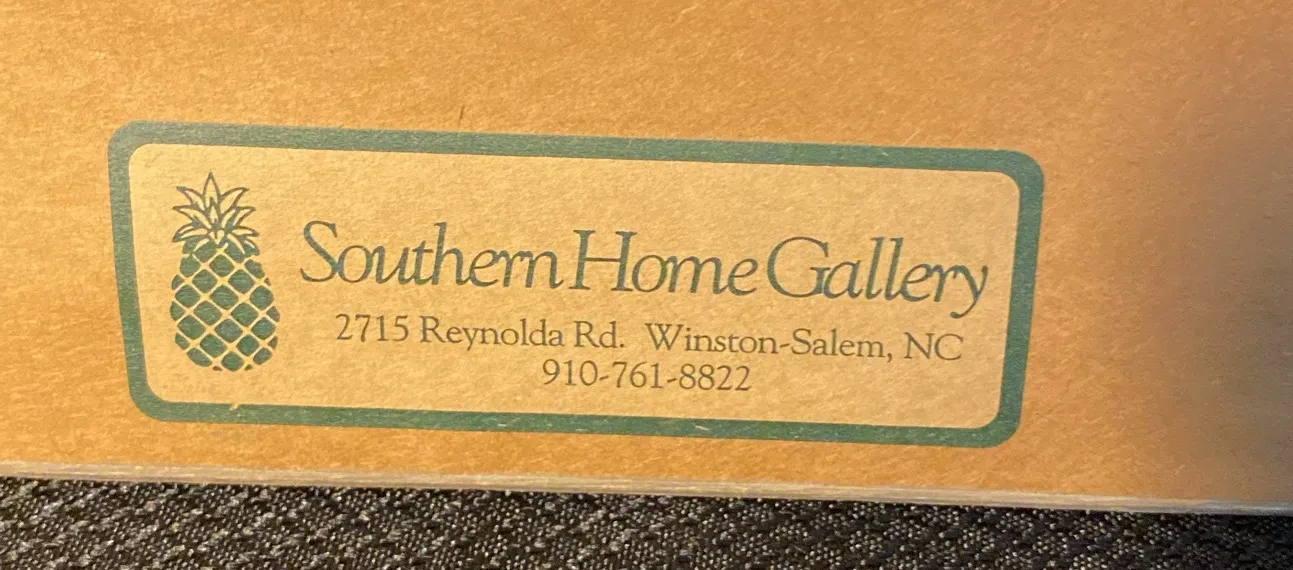 Southern Home Gallery
2715 Reynolda Rd. Winston-Salem, NC
910-761-8822